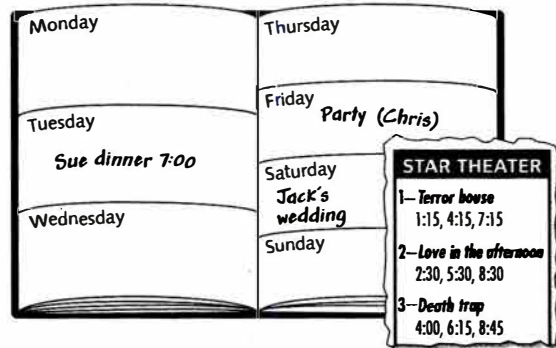 Monday
Tuesday
Sue dinner 7:00
Wednesday
Thursday
Friday
Party (Chris)
Saturday
Jack's
wedding
Sunday
STAR THEATER
1–Terror house
1:15, 4:15, 7:15
2–Love in the afternoon
2:30, 5:30, 8:30
3–Death trap
4:00, 6:15, 8:45